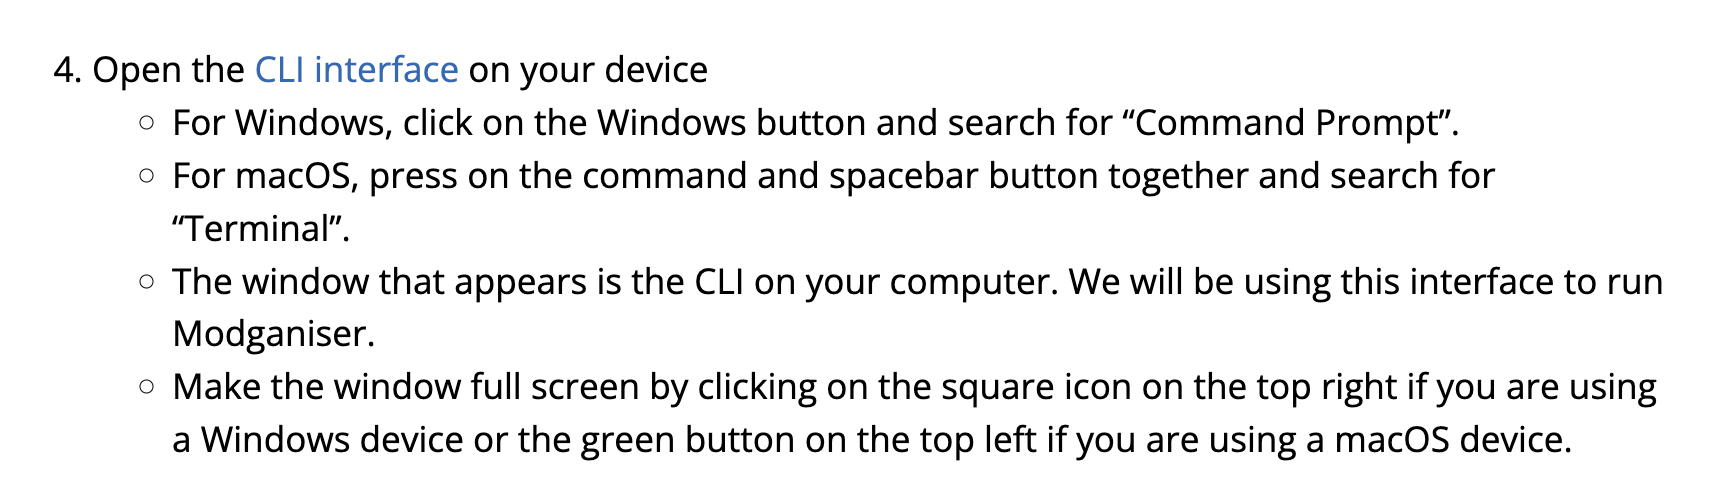 4. Open the CLI interface on your device
○ For Windows, click on the Windows button and search for “Command Prompt”.
○ For macOS, press on the command and spacebar button together and search for
“Terminal”.
○ The window that appears is the CLI on your computer. We will be using this interface to run
Modganiser.
○ Make the window full screen by clicking on the square icon on the top right if you are using
a Windows device or the green button on the top left if you are using a macOS device.